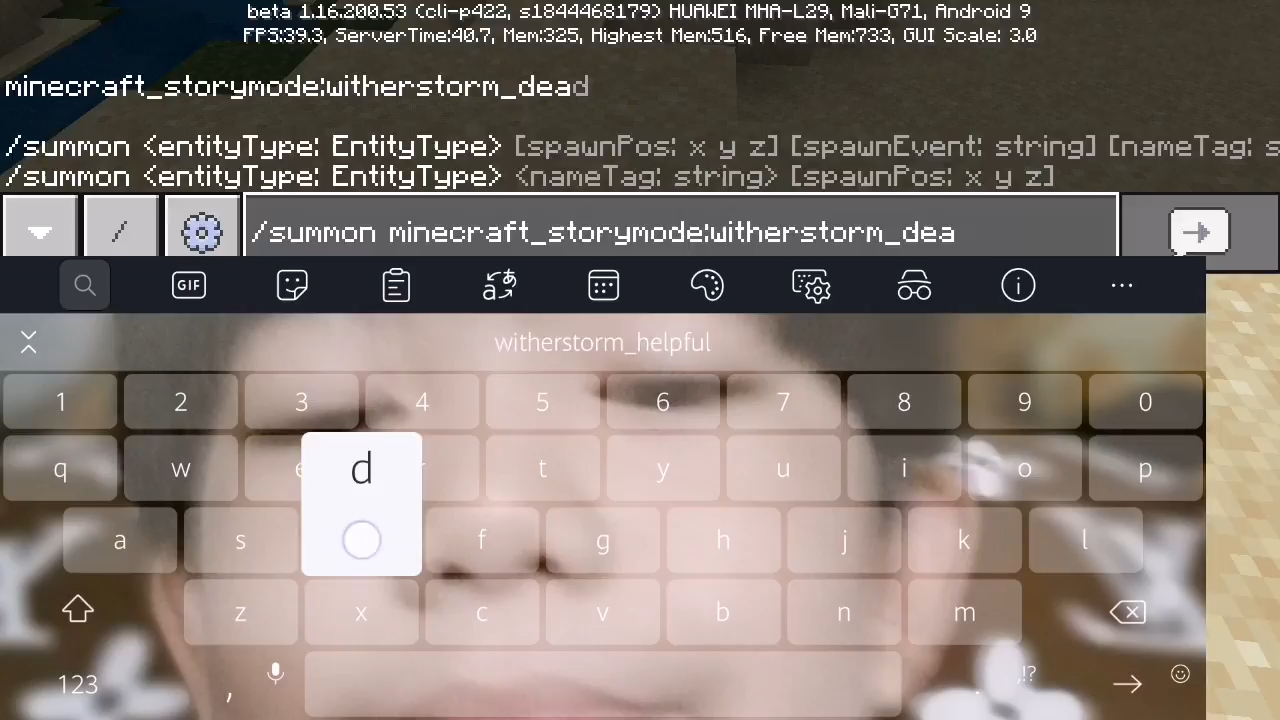 beta 1.16.200.53 (cli-p422, s1844468179) HUAWEI MHA-L29, Mali-G71, Android 9
FPS:39.3, ServerTime:40.7, Mem:325, Highest Mem:516, Free Mem:733, GUI Scale: 3.0
minecraft_storymode:witherstorm_dead
/summon <entityType: EntityType> [spawnPos: x y z] [spawnEvent: string] [nameTag: s
/summon <entityType: EntityType> <nameTag: string> [spawnPos: x y z]
/ /summon minecraft_storymode:witherstorm_dea
GIF aあ
witherstorm_helpful
1 2 3 4 5 6 7 8 9 0
q w e r t y u i o p
a s d f g h j k l
z x c v b n m
123 , . ,!?